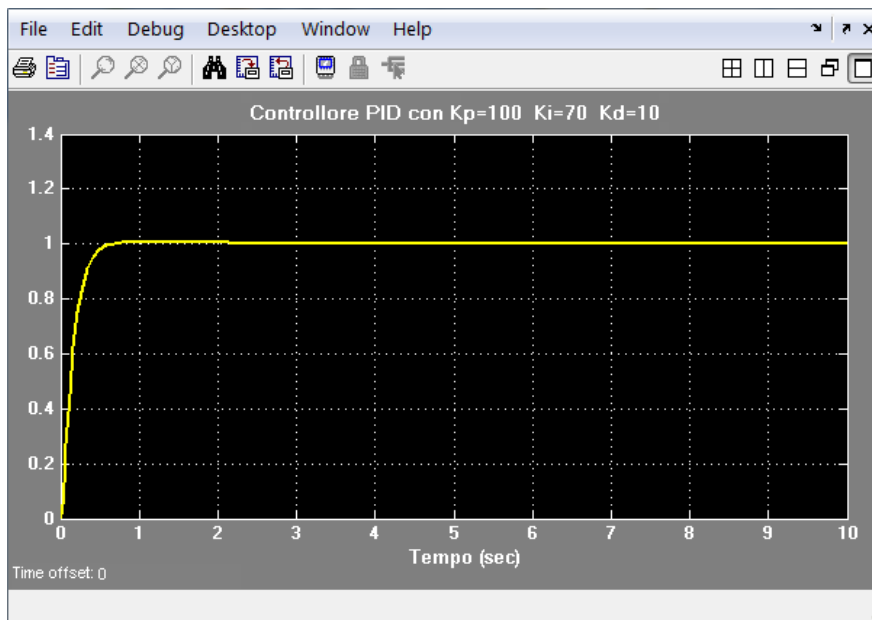 File Edit Debug Desktop Window Help
Controllore PID con Kp=100 Ki=70 Kd=10
1.4
1.2
1
0.8
0.6
0.4
0.2
0
0 1 2 3 4 5 6 7 8 9 10
Tempo (sec)
Time offset: 0